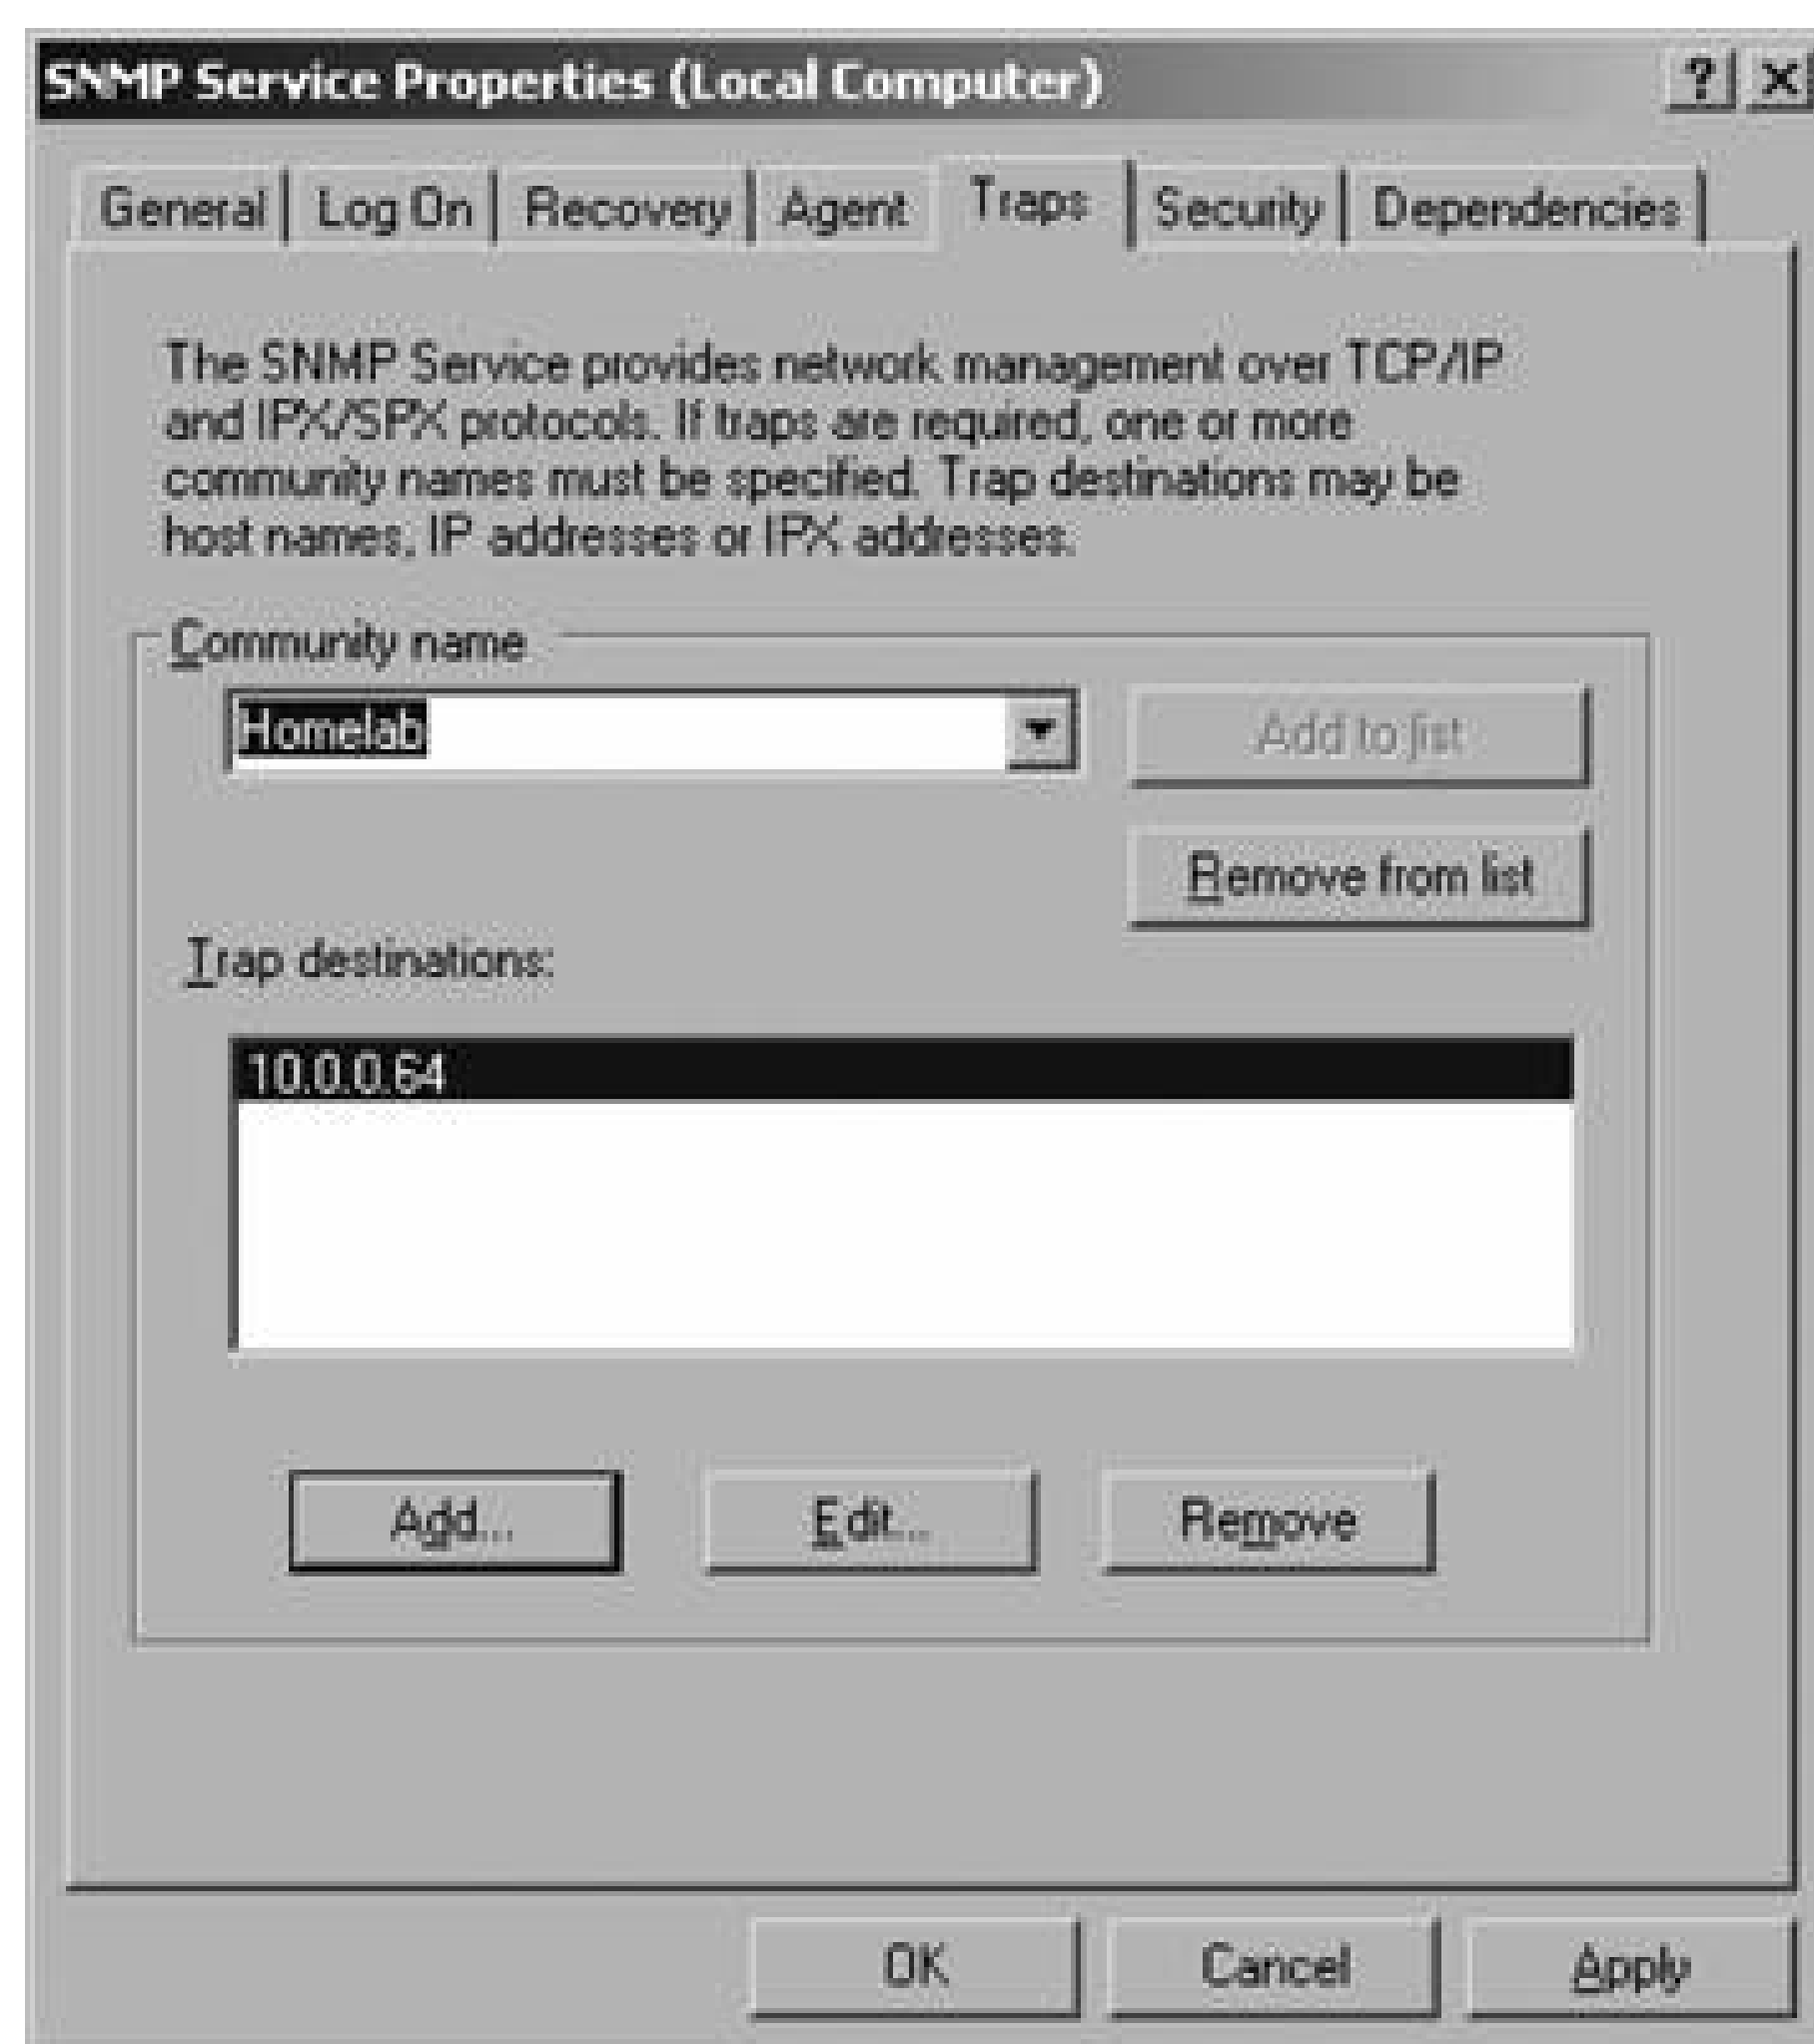 SNMP Service Properties (Local Computer)
General Log On Recovery Agent Traps Security Dependencies
The SNMP Service provides network management over TCP/IP
and IPX/SPX protocols. If traps are required, one or more
community names must be specified. Trap destinations may be
host names, IP addresses or IPX addresses.
Community name
Homelab
Add to list
Remove from list
Trap destinations:
10.0.0.64
Add... Edit... Remove
OK Cancel Apply